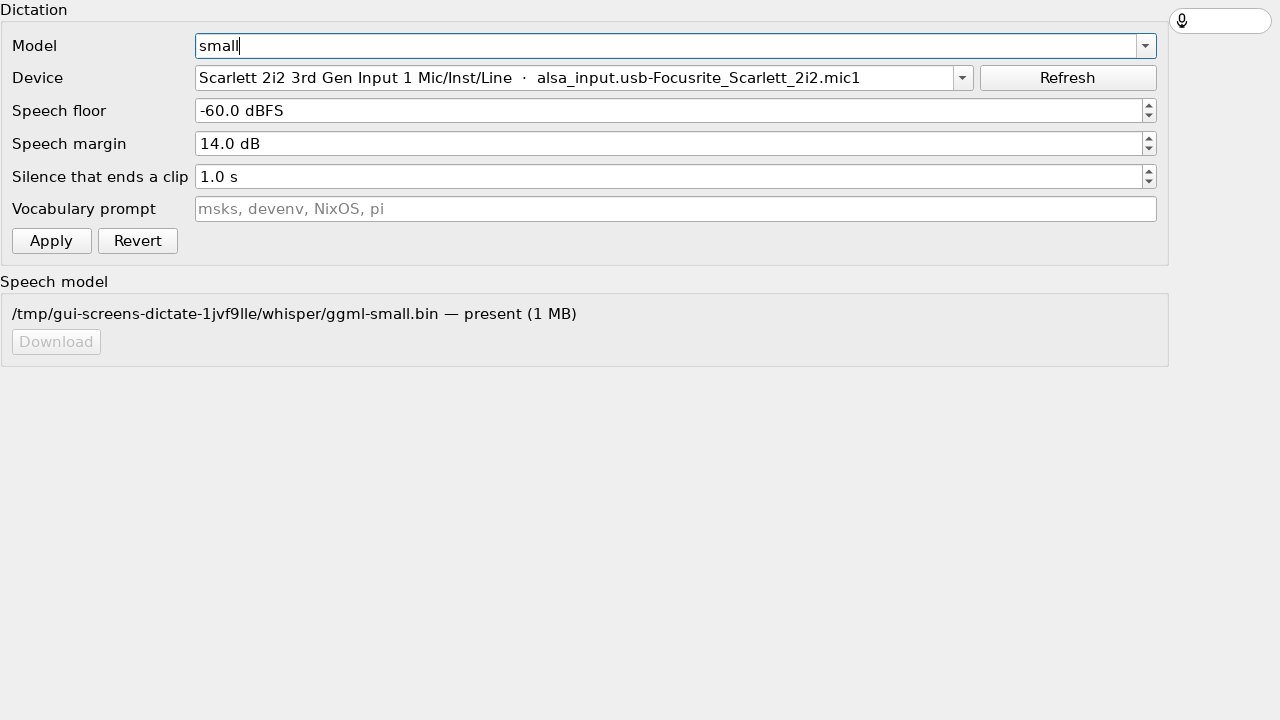 Dictation
Model small
Device Scarlett 2i2 3rd Gen Input 1 Mic/Inst/Line · alsa_input.usb-Focusrite_Scarlett_2i2.mic1 Refresh
Speech floor -60.0 dBFS
Speech margin 14.0 dB
Silence that ends a clip 1.0 s
Vocabulary prompt msks, devenv, NixOS, pi
Apply Revert
Speech model
/tmp/gui-screens-dictate-1jvf9lle/whisper/ggml-small.bin — present (1 MB)
Download